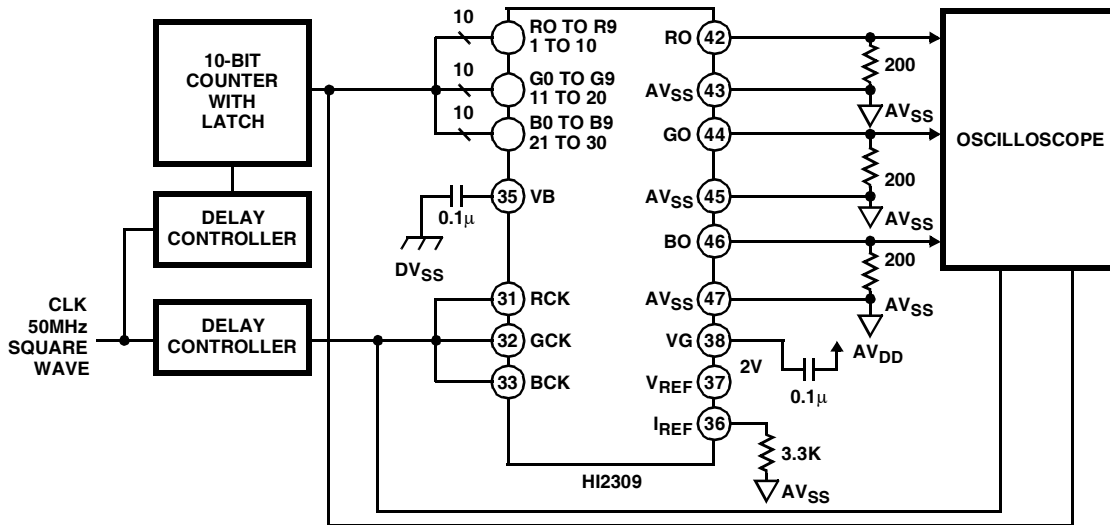 10-BIT
COUNTER
WITH
LATCH
DELAY
CONTROLLER
CLK
50MHz
SQUARE
WAVE
DELAY
CONTROLLER
10
10
10
RO TO R9
1 TO 10
G0 TO G9
11 TO 20
B0 TO B9
21 TO 30
0.1μ
DVSS
35 VB
31 RCK
32 GCK
33 BCK
RO 42
AVSS 43
GO 44
AVSS 45
BO 46
AVSS 47
VG 38
VREF 37
IREF 36
HI2309
200
AVSS
200
AVSS
200
AVSS
2V
0.1μ
AVDD
3.3K
AVSS
OSCILLOSCOPE